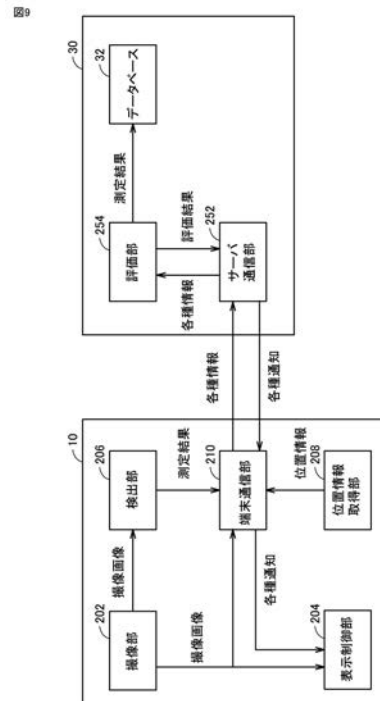 図9
10
202
撮像部
撮像画像
206
検出部
測定結果
撮像画像
210
端末通信部
各種通知
位置情報
204
表示制御部
208
位置情報
取得部
各種情報
各種通知
30
254
評価部
測定結果
32
データベース
各種情報
評価結果
252
サーバ
通信部